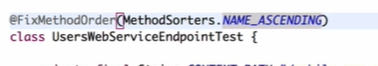 @FixMethodOrder(MethodSorters.NAME_ASCENDING)
class UsersWebServiceEndpointTest {